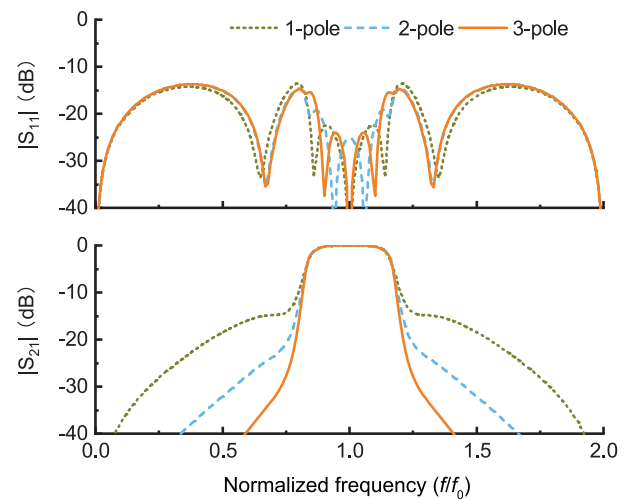 1-pole 2-pole 3-pole
|S11| (dB)
0
-10
-20
-30
-40
|S21| (dB)
0
-10
-20
-30
-40
0.0 0.5 1.0 1.5 2.0
Normalized frequency (f/f0)